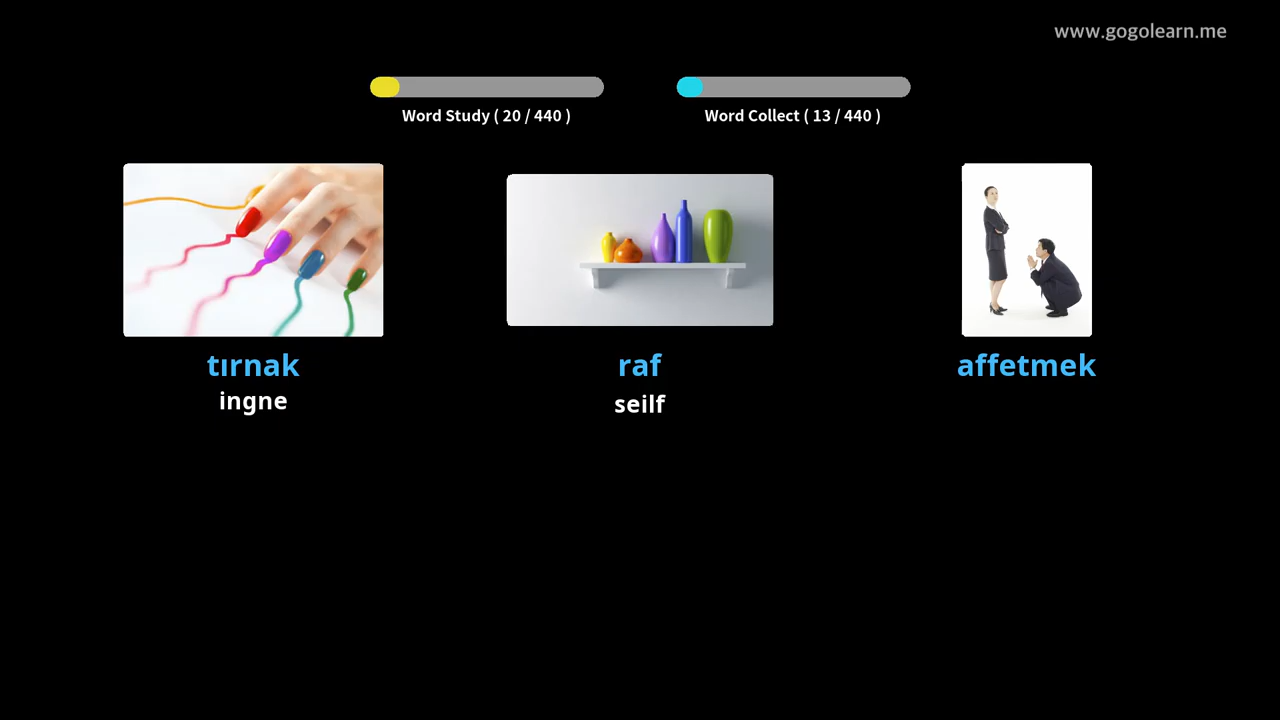 www.gogolearn.me
Word Study ( 20 / 440 )
Word Collect ( 13 / 440 )
tırnak
ingne
raf
seilf
affetmek